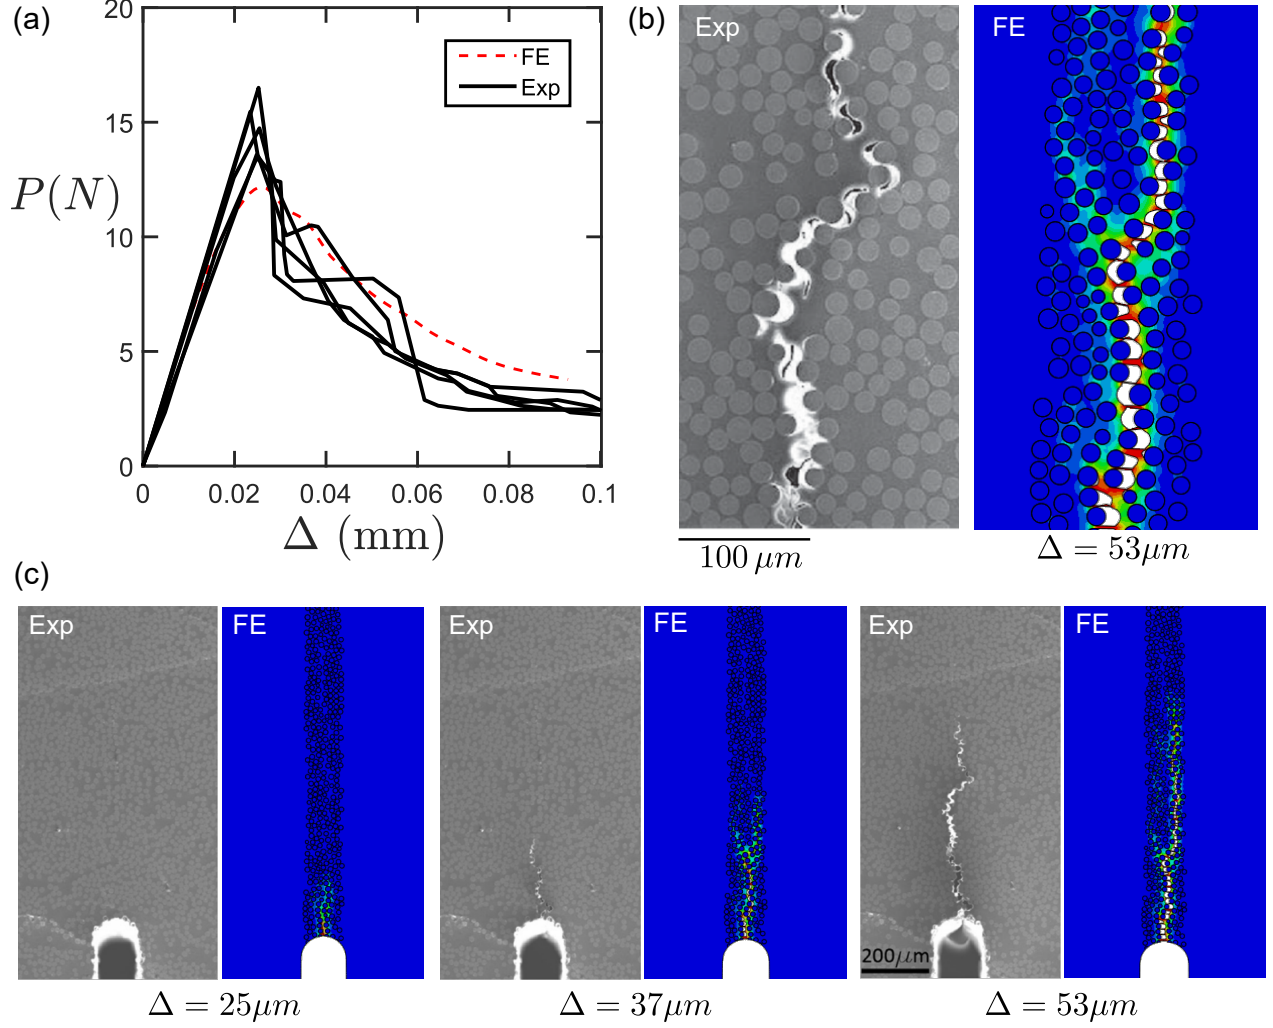 (a)
20
15
10
5
0
P(N)
FE
Exp
0
0.02
0.04
0.06
0.08
0.1
Δ (mm)
(b)
Exp
FE
100 μm
Δ = 53μm
(c)
Exp
FE
Exp
FE
Exp
FE
200μm
Δ = 25μm
Δ = 37μm
Δ = 53μm